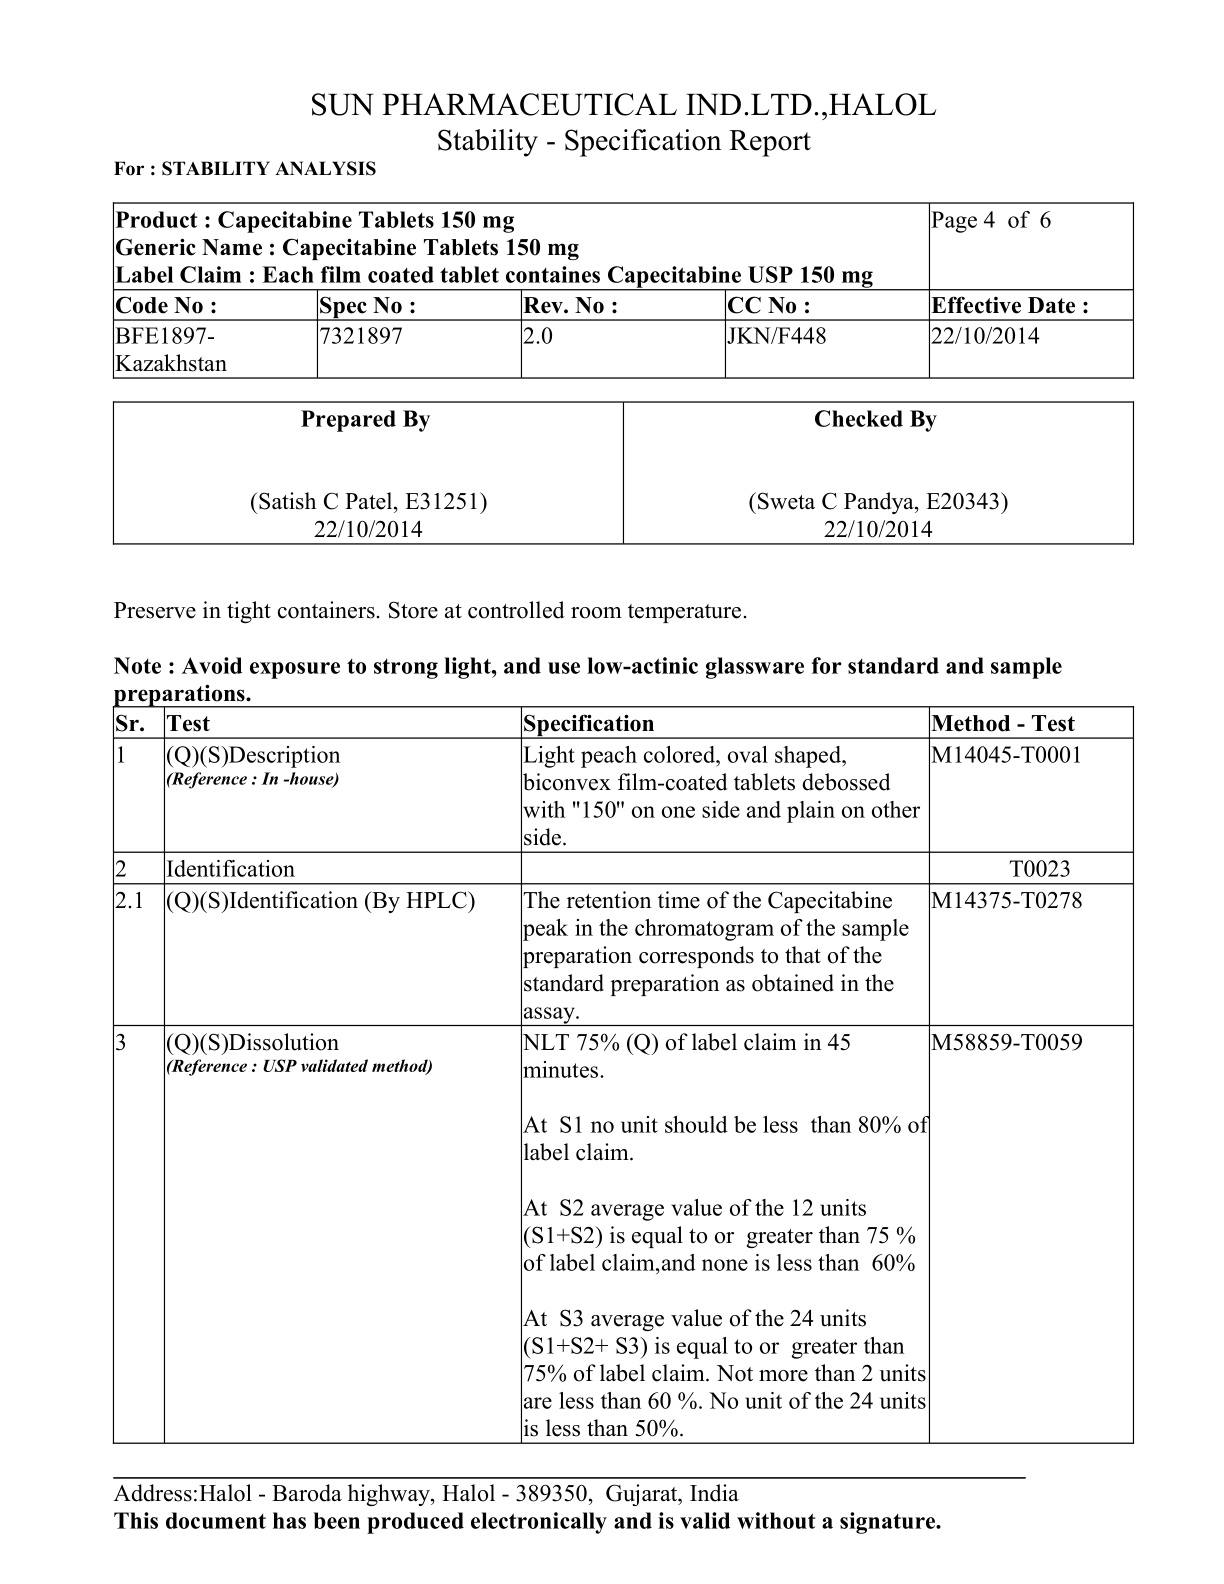 SUN PHARMACEUTICAL IND.LTD.,HALOL
Stability - Specification Report
For : STABILITY ANALYSIS
Product : Capecitabine Tablets 150 mg
Generic Name : Capecitabine Tablets 150 mg
Label Claim : Each film coated tablet containes Capecitabine USP 150 mg
Page 4 of 6
Code No : Spec No : Rev. No : CC No : Effective Date :
BFE1897- 7321897 2.0 JKN/F448 22/10/2014
Kazakhstan
Prepared By Checked By
(Satish C Patel, E31251) (Sweta C Pandya, E20343)
22/10/2014 22/10/2014
Preserve in tight containers. Store at controlled room temperature.
Note : Avoid exposure to strong light, and use low-actinic glassware for standard and sample
preparations.
Sr. Test Specification Method - Test
1 (Q)(S)Description Light peach colored, oval shaped, M14045-T0001
(Reference : In -house) biconvex film-coated tablets debossed
with "150" on one side and plain on other
side.
2 Identification T0023
2.1 (Q)(S)Identification (By HPLC) The retention time of the Capecitabine M14375-T0278
peak in the chromatogram of the sample
preparation corresponds to that of the
standard preparation as obtained in the
assay.
3 (Q)(S)Dissolution NLT 75% (Q) of label claim in 45 M58859-T0059
(Reference : USP validated method) minutes.
At S1 no unit should be less than 80% of
label claim.
At S2 average value of the 12 units
(S1+S2) is equal to or greater than 75 %
of label claim,and none is less than 60%
At S3 average value of the 24 units
(S1+S2+ S3) is equal to or greater than
75% of label claim. Not more than 2 units
are less than 60 %. No unit of the 24 units
is less than 50%.
Address:Halol - Baroda highway, Halol - 389350, Gujarat, India
This document has been produced electronically and is valid without a signature.